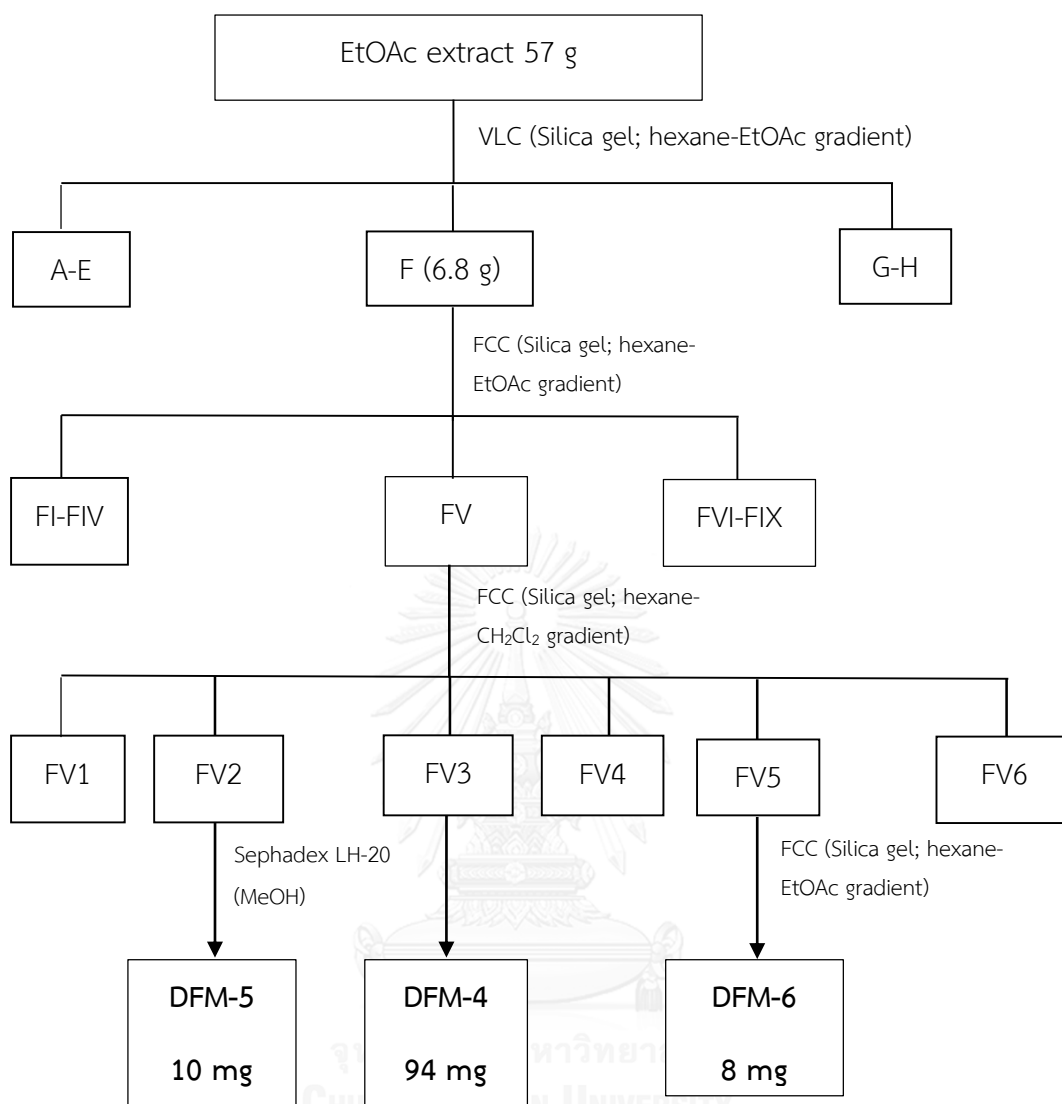 EtOAc extract 57 g
VLC (Silica gel; hexane-EtOAc gradient)
A-E
F (6.8 g)
G-H
FCC (Silica gel; hexane-
EtOAc gradient)
FI-FIV
FV
FVI-FIX
FCC (Silica gel; hexane-
CH₂Cl₂ gradient)
FV1
FV2
FV3
FV4
FV5
FV6
Sephadex LH-20
(MeOH)
FCC (Silica gel; hexane-
EtOAc gradient)
DFM-5
10 mg
DFM-4
94 mg
DFM-6
8 mg